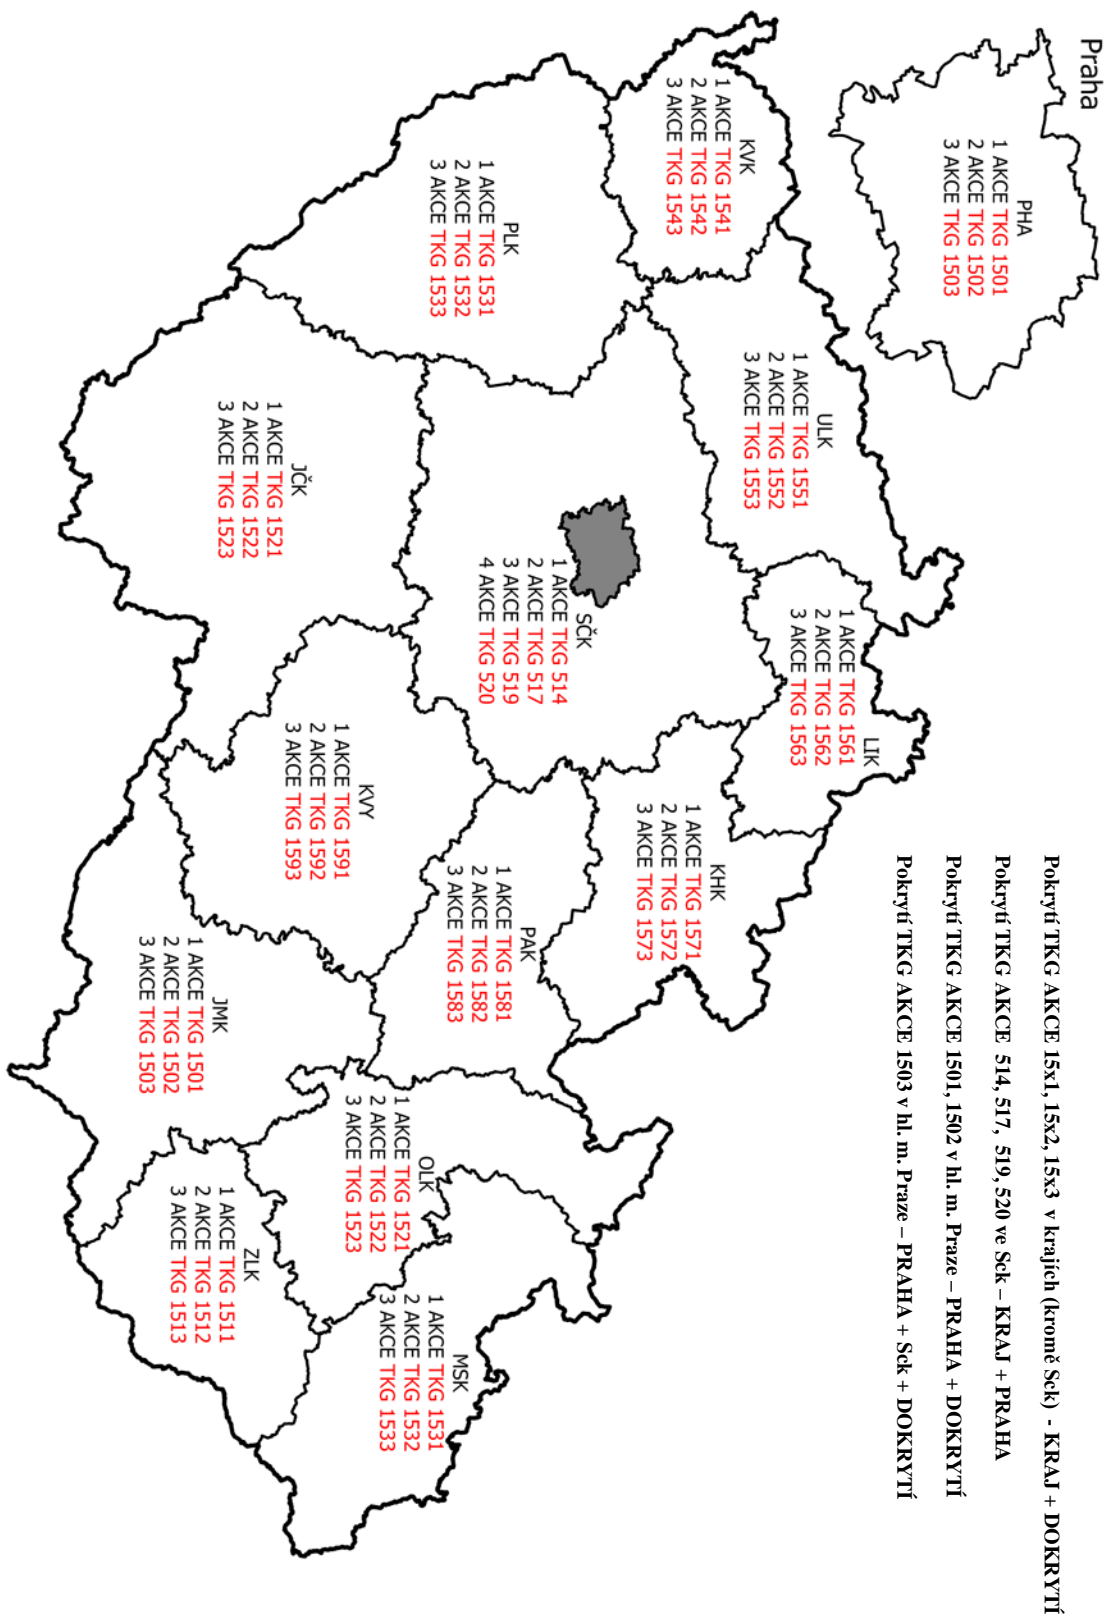 Praha
PHA
1 AKCE TKG 1501
2 AKCE TKG 1502
3 AKCE TKG 1503
Pokrytí TKG AKCE 15x1, 15x2, 15x3 v krajích (kromě Sck) - KRAJ + DOKRYTÍ
Pokrytí TKG AKCE 514, 517, 519, 520 ve Sck – KRAJ + PRAHA
Pokrytí TKG AKCE 1501, 1502 v hl. m. Praze – PRAHA + DOKRYTÍ
Pokrytí TKG AKCE 1503 v hl. m. Praze – PRAHA + Sck + DOKRYTÍ
KVK
1 AKCE TKG 1541
2 AKCE TKG 1542
3 AKCE TKG 1543
ULK
1 AKCE TKG 1551
2 AKCE TKG 1552
3 AKCE TKG 1553
LIK
1 AKCE TKG 1561
2 AKCE TKG 1562
3 AKCE TKG 1563
KHK
1 AKCE TKG 1571
2 AKCE TKG 1572
3 AKCE TKG 1573
PLK
1 AKCE TKG 1531
2 AKCE TKG 1532
3 AKCE TKG 1533
SČK
1 AKCE TKG 514
2 AKCE TKG 517
3 AKCE TKG 519
4 AKCE TKG 520
PAK
1 AKCE TKG 1581
2 AKCE TKG 1582
3 AKCE TKG 1583
OLK
1 AKCE TKG 1521
2 AKCE TKG 1522
3 AKCE TKG 1523
MSK
1 AKCE TKG 1531
2 AKCE TKG 1532
3 AKCE TKG 1533
JČK
1 AKCE TKG 1521
2 AKCE TKG 1522
3 AKCE TKG 1523
KVY
1 AKCE TKG 1591
2 AKCE TKG 1592
3 AKCE TKG 1593
JMK
1 AKCE TKG 1501
2 AKCE TKG 1502
3 AKCE TKG 1503
ZLK
1 AKCE TKG 1511
2 AKCE TKG 1512
3 AKCE TKG 1513